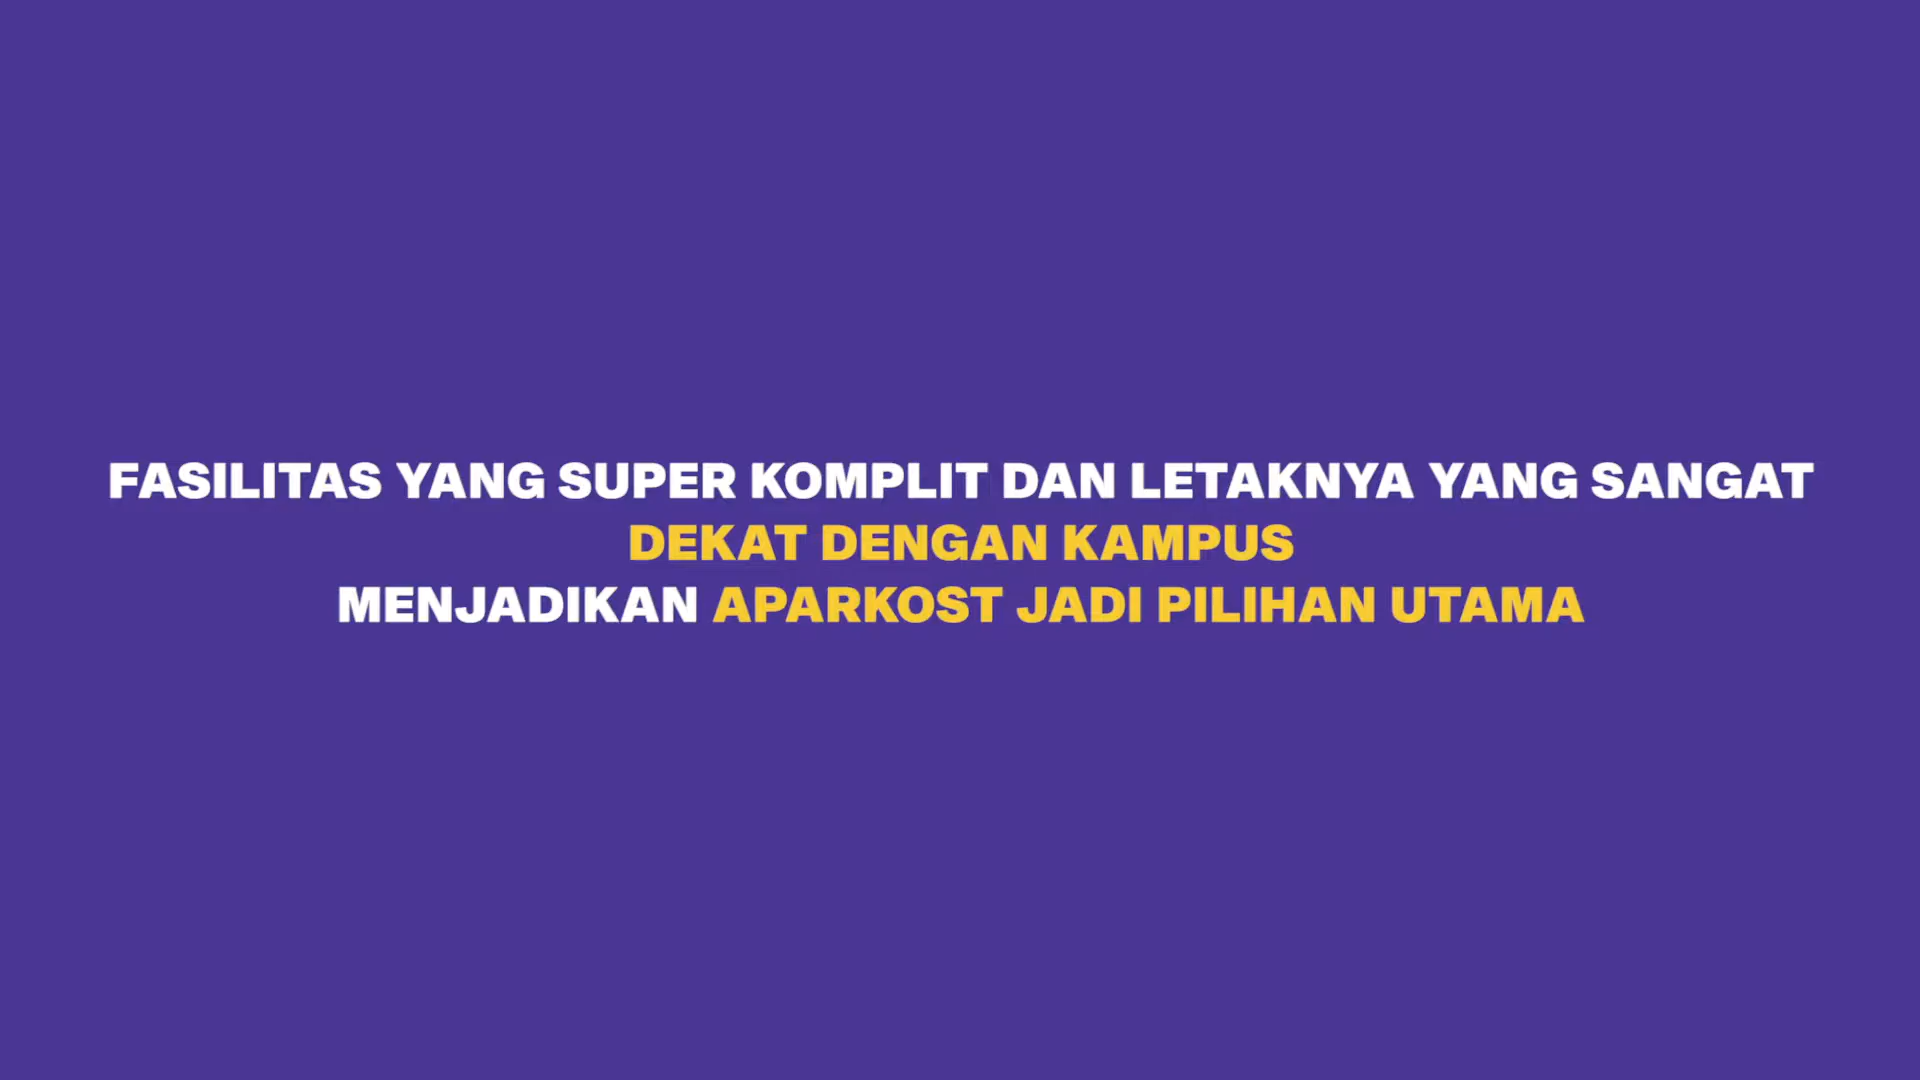 FASILITAS YANG SUPER KOMPLIT DAN LETAKNYA YANG SANGAT
DEKAT DENGAN KAMPUS
MENJADIKAN APARKOST JADI PILIHAN UTAMA